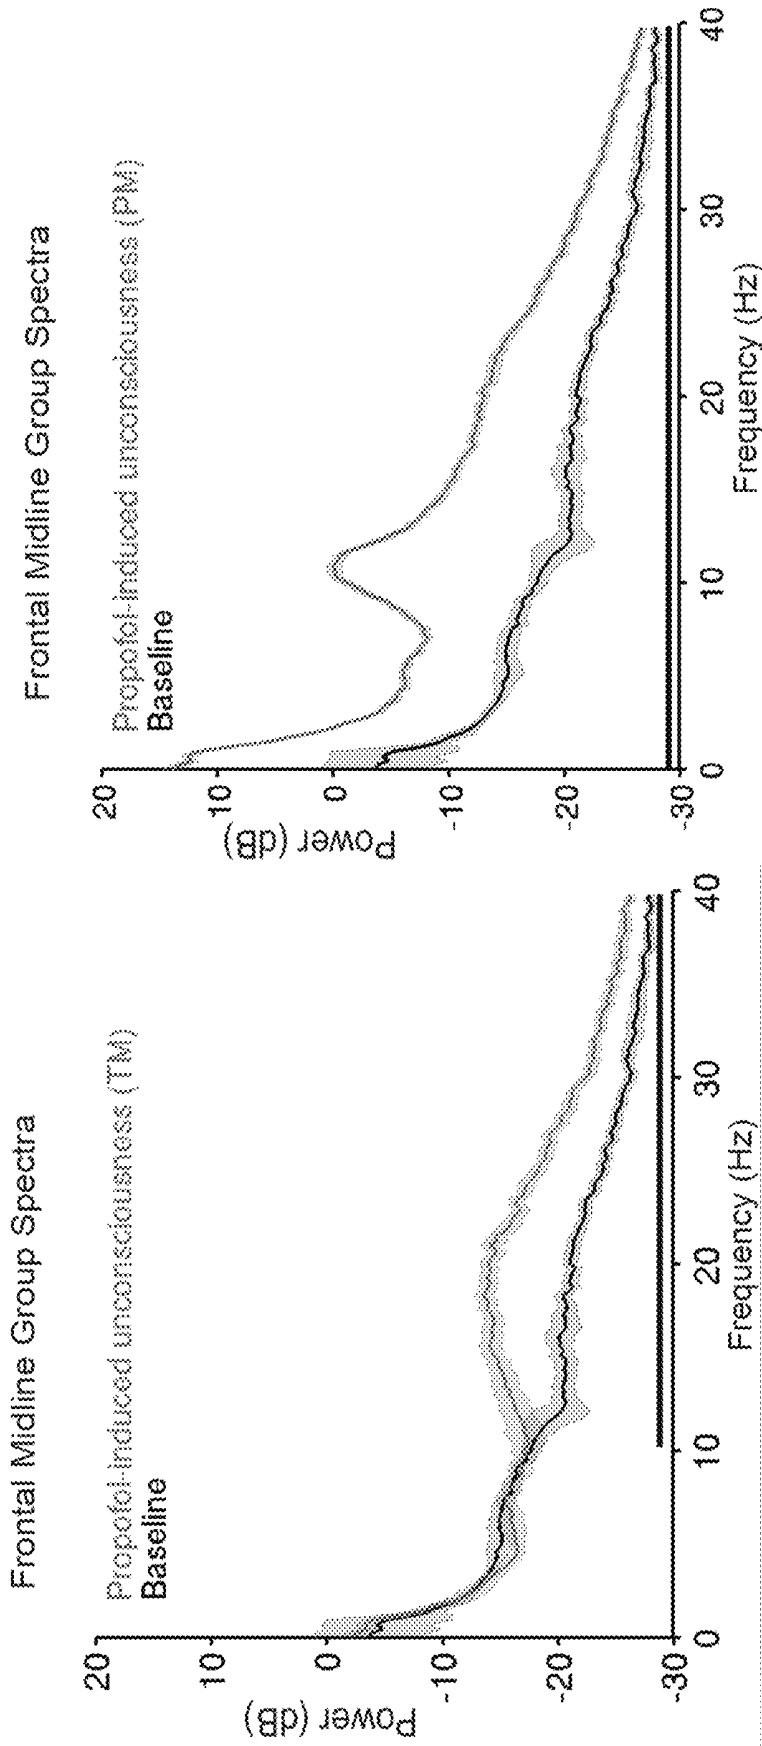 Frontal Midline Group Spectra
Propofol-induced unconsciousness (TM)
Baseline
20
10
0
-10
-20
-30
Power (dB)
0
10
20
30
40
Frequency (Hz)
Frontal Midline Group Spectra
Propofol-induced unconsciousness (PM)
Baseline
20
10
0
-10
-20
-30
Power (dB)
0
10
20
30
40
Frequency (Hz)